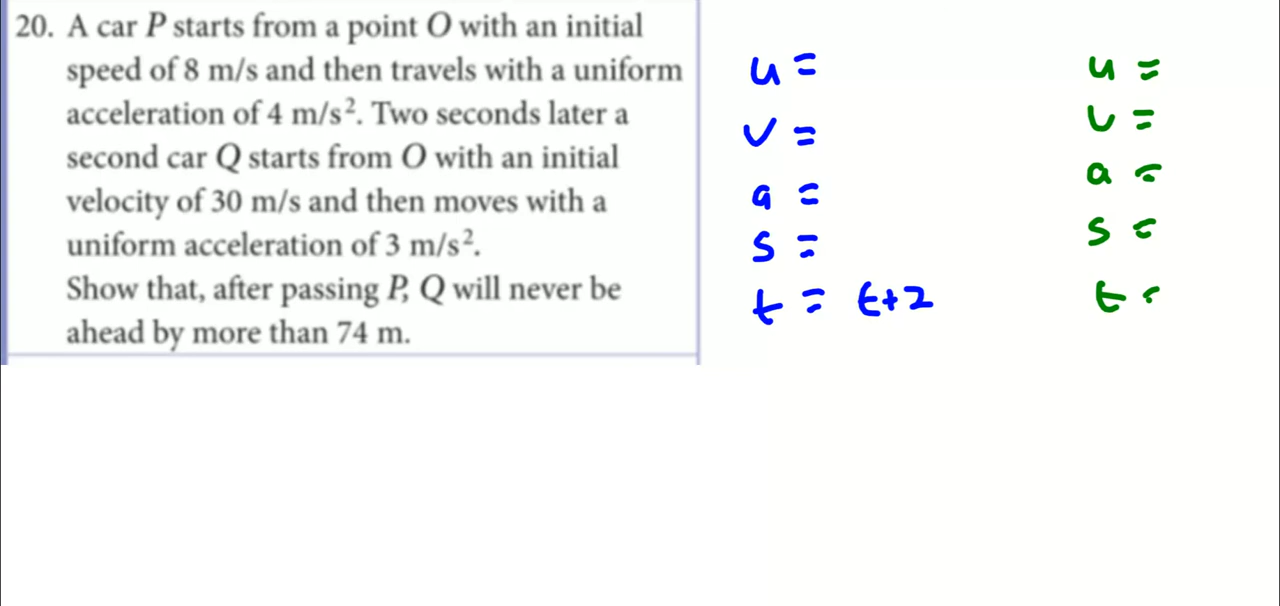 20. A car P starts from a point O with an initial
speed of 8 m/s and then travels with a uniform
acceleration of 4 m/s². Two seconds later a
second car Q starts from O with an initial
velocity of 30 m/s and then moves with a
uniform acceleration of 3 m/s².
Show that, after passing P, Q will never be
ahead by more than 74 m.
u =
v =
a =
s =
t = t+2
u =
v =
a =
s =
t =